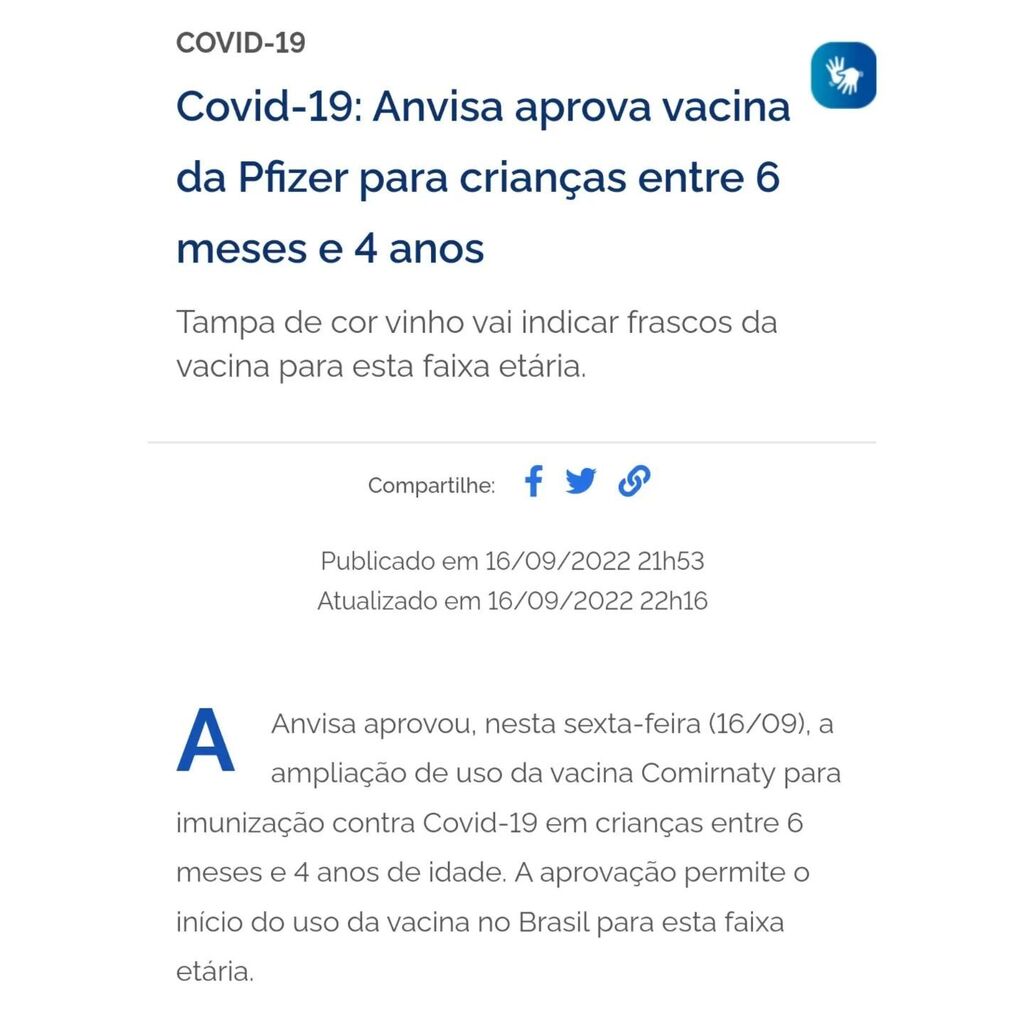 COVID-19
Covid-19: Anvisa aprova vacina
da Pfizer para crianças entre 6
meses e 4 anos
Tampa de cor vinho vai indicar frascos da
vacina para esta faixa etária.
Compartilhe:
Publicado em 16/09/2022 21h53
Atualizado em 16/09/2022 22h16
A Anvisa aprovou, nesta sexta-feira (16/09), a
ampliação de uso da vacina Comirnaty para
imunização contra Covid-19 em crianças entre 6
meses e 4 anos de idade. A aprovação permite o
início do uso da vacina no Brasil para esta faixa
etária.